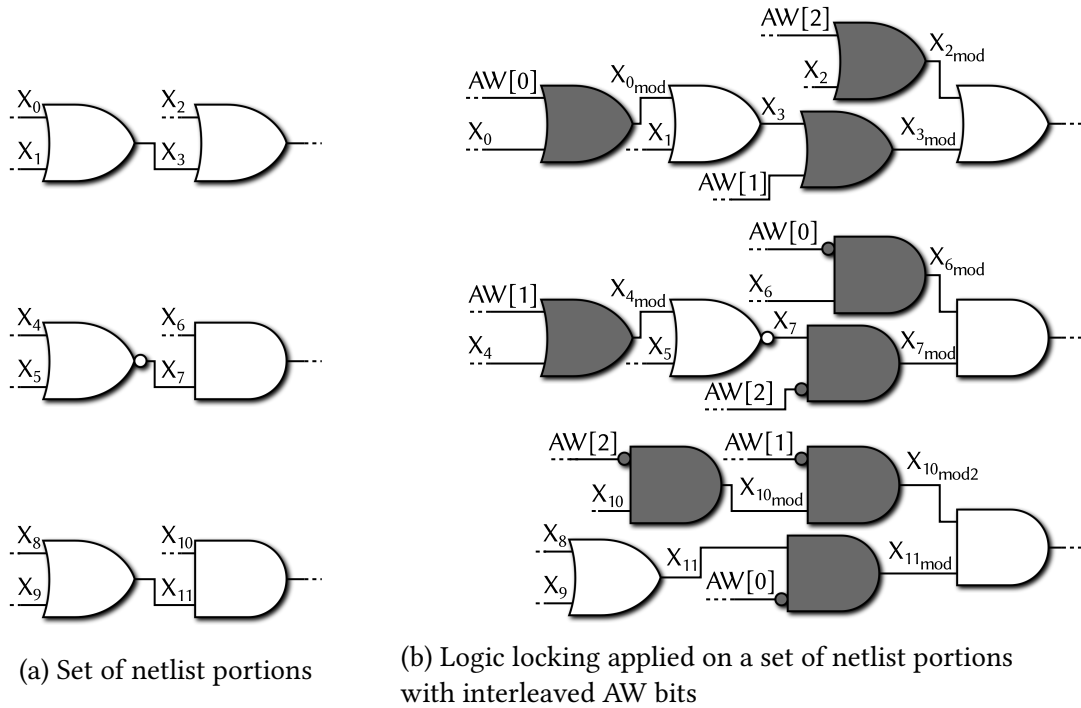 X0
X1
X2
X3
X4
X5
X6
X7
X8
X9
X10
X11
(a) Set of netlist portions
AW[2]
X2
X2mod
AW[0]
X0mod
X0
X1
X3
X3mod
AW[1]
AW[0]
X6mod
AW[1]
X4mod
X6
X4
X5
X7
X7mod
AW[2]
AW[2]
AW[1]
X10
X10mod
X10mod2
X8
X11
X11mod
X9
AW[0]
(b) Logic locking applied on a set of netlist portions
with interleaved AW bits